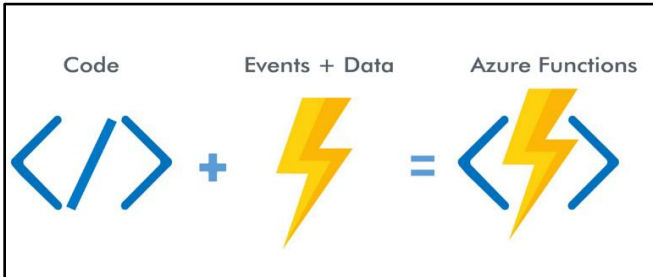 Code
Events + Data
Azure Functions
</>
+
=
< >